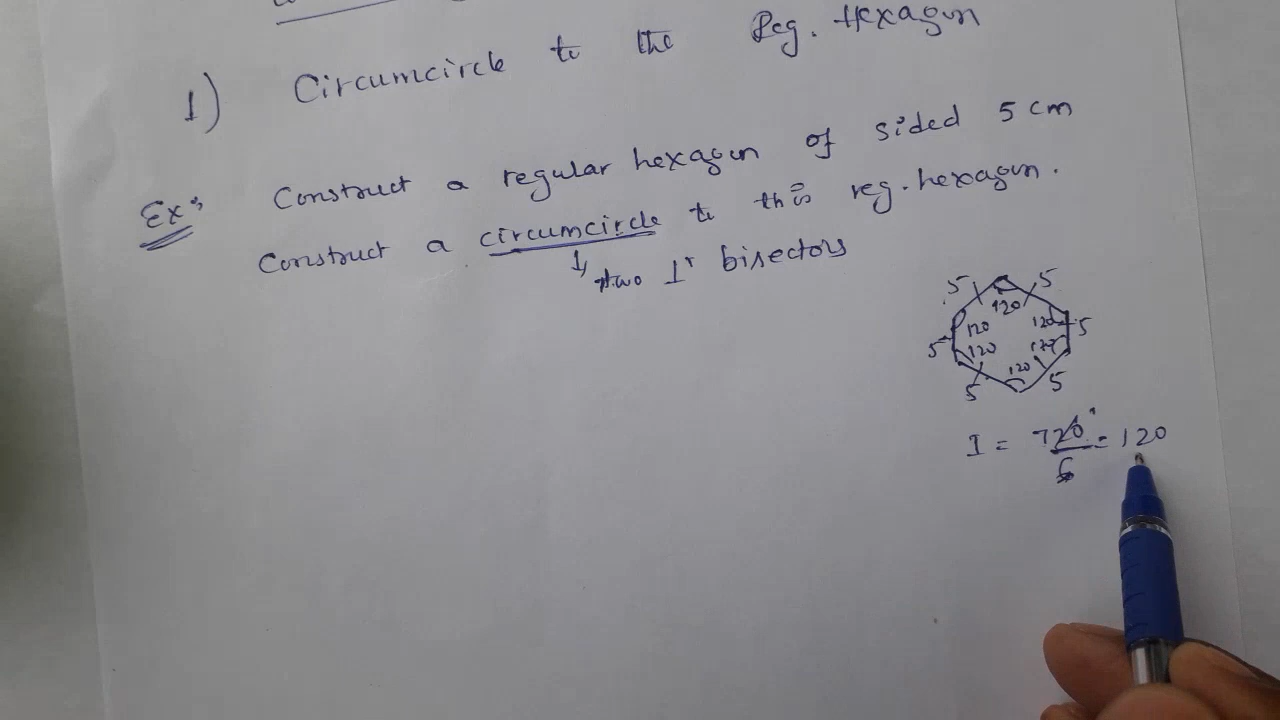 1) Circumcircle to the Reg. Hexagon
Ex: Construct a regular hexagon of sided 5 cm
Construct a circumcircle to this reg. hexagon.
↳ two ⊥r bisectors
5 5
120
120 120
5 5
120 120
120
5 5
I = 720°/6 = 120